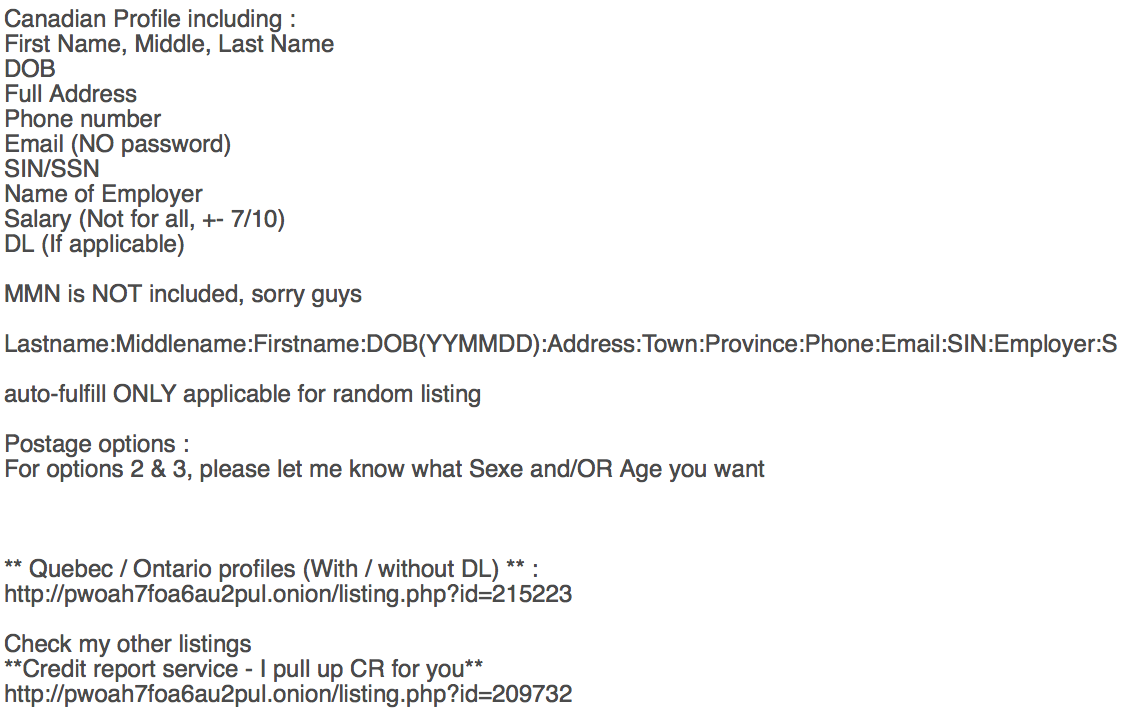 Canadian Profile including :
First Name, Middle, Last Name
DOB
Full Address
Phone number
Email (NO password)
SIN/SSN
Name of Employer
Salary (Not for all, +- 7/10)
DL (If applicable)
MMN is NOT included, sorry guys
Lastname:Middlename:Firstname:DOB(YYMMDD):Address:Town:Province:Phone:Email:SIN:Employer:S
auto-fulfill ONLY applicable for random listing
Postage options :
For options 2 & 3, please let me know what Sexe and/OR Age you want
** Quebec / Ontario profiles (With / without DL) ** :
http://pwoah7foa6au2pul.onion/listing.php?id=215223
Check my other listings
**Credit report service - I pull up CR for you**
http://pwoah7foa6au2pul.onion/listing.php?id=209732